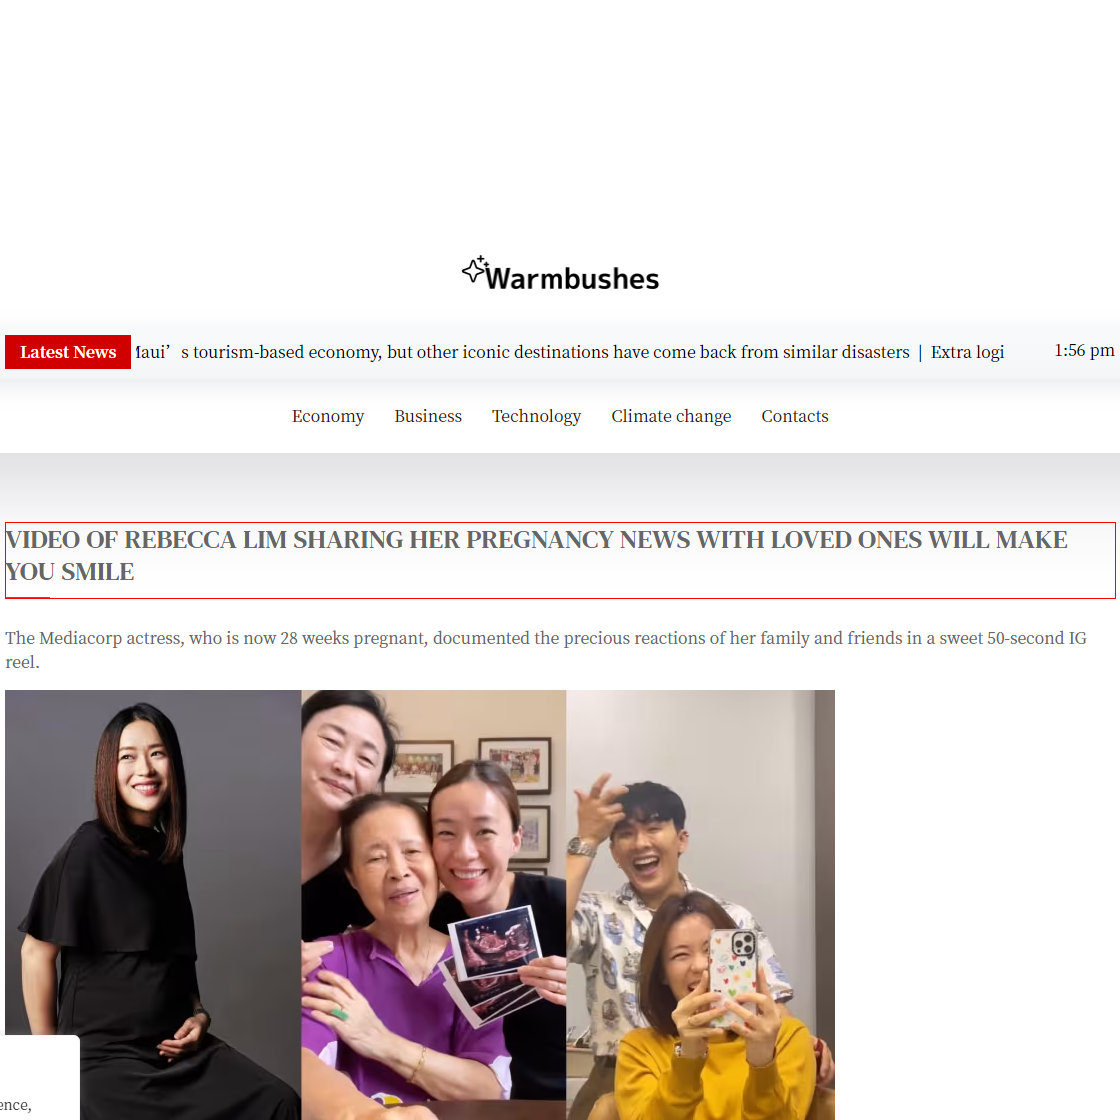 Warmbushes
Latest News
Maui’s tourism-based economy, but other iconic destinations have come back from similar disasters | Extra logi
1:56 pm
Economy Business Technology Climate change Contacts
VIDEO OF REBECCA LIM SHARING HER PREGNANCY NEWS WITH LOVED ONES WILL MAKE
YOU SMILE
The Mediacorp actress, who is now 28 weeks pregnant, documented the precious reactions of her family and friends in a sweet 50-second IG
reel.
ence,